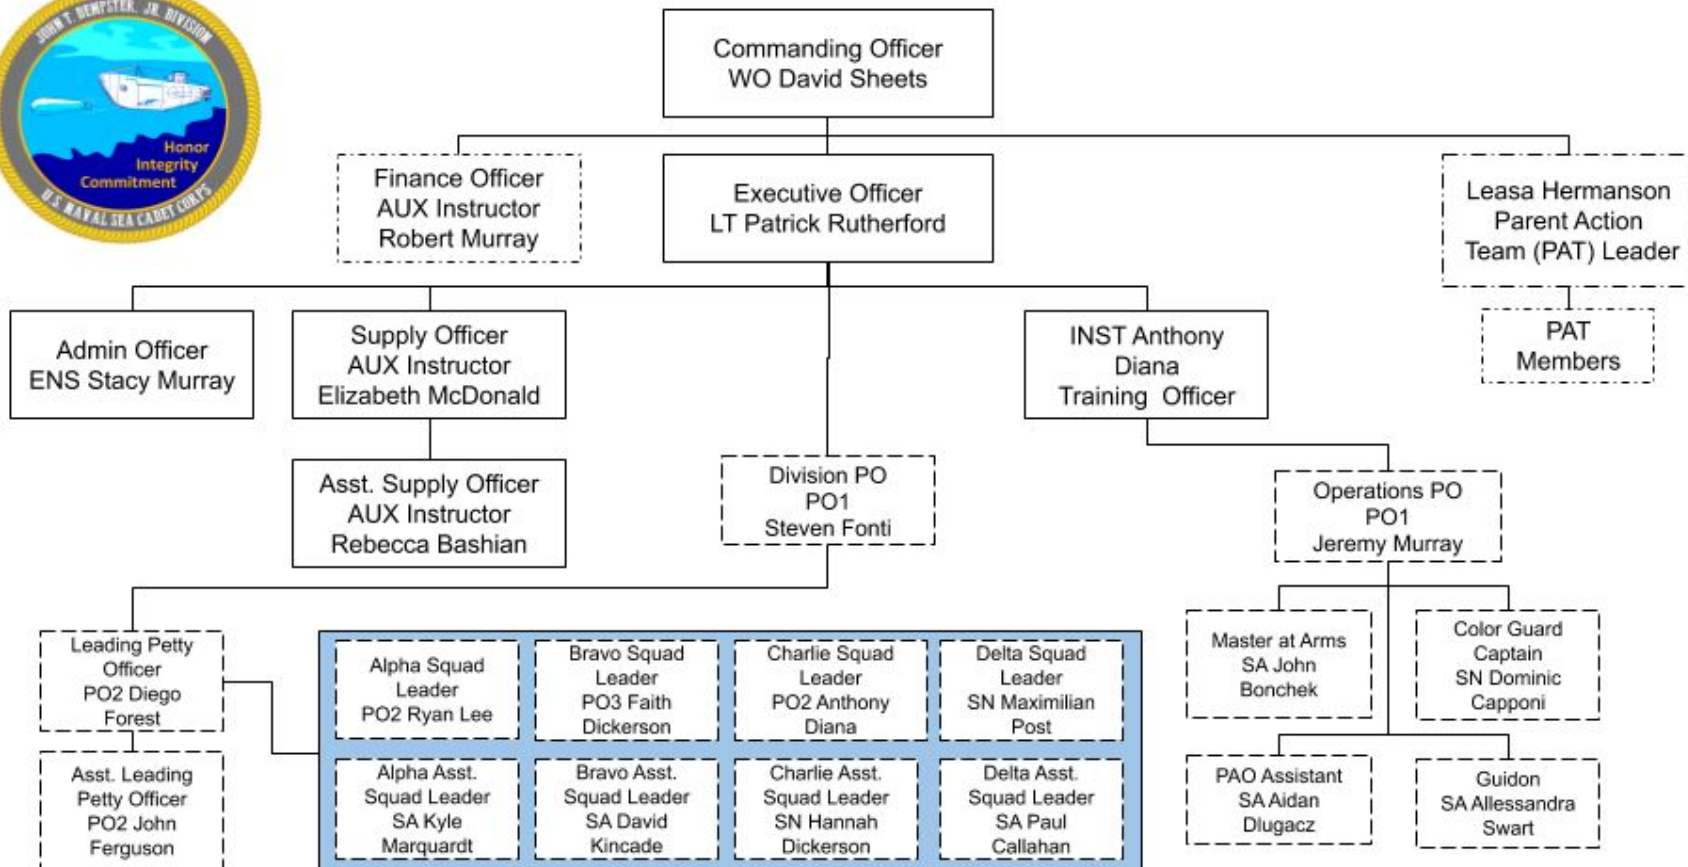 JOHN T. DEMPSTER, JR. DIVISION
Honor
Integrity
Commitment
U.S. NAVAL SEA CADET CORPS
Commanding Officer
WO David Sheets
Finance Officer
AUX Instructor
Robert Murray
Executive Officer
LT Patrick Rutherford
Leasa Hermanson
Parent Action
Team (PAT) Leader
Admin Officer
ENS Stacy Murray
Supply Officer
AUX Instructor
Elizabeth McDonald
INST Anthony
Diana
Training Officer
PAT
Members
Asst. Supply Officer
AUX Instructor
Rebecca Bashian
Division PO
PO1
Steven Fonti
Operations PO
PO1
Jeremy Murray
Leading Petty
Officer
PO2 Diego
Forest
Alpha Squad
Leader
PO2 Ryan Lee
Bravo Squad
Leader
PO3 Faith
Dickerson
Charlie Squad
Leader
PO2 Anthony
Diana
Delta Squad
Leader
SN Maximilian
Post
Master at Arms
SA John
Bonchek
Color Guard
Captain
SN Dominic
Capponi
Asst. Leading
Petty Officer
PO2 John
Ferguson
Alpha Asst.
Squad Leader
SA Kyle
Marquardt
Bravo Asst.
Squad Leader
SA David
Kincade
Charlie Asst.
Squad Leader
SN Hannah
Dickerson
Delta Asst.
Squad Leader
SA Paul
Callahan
PAO Assistant
SA Aidan
Dlugacz
Guidon
SA Allessandra
Swart